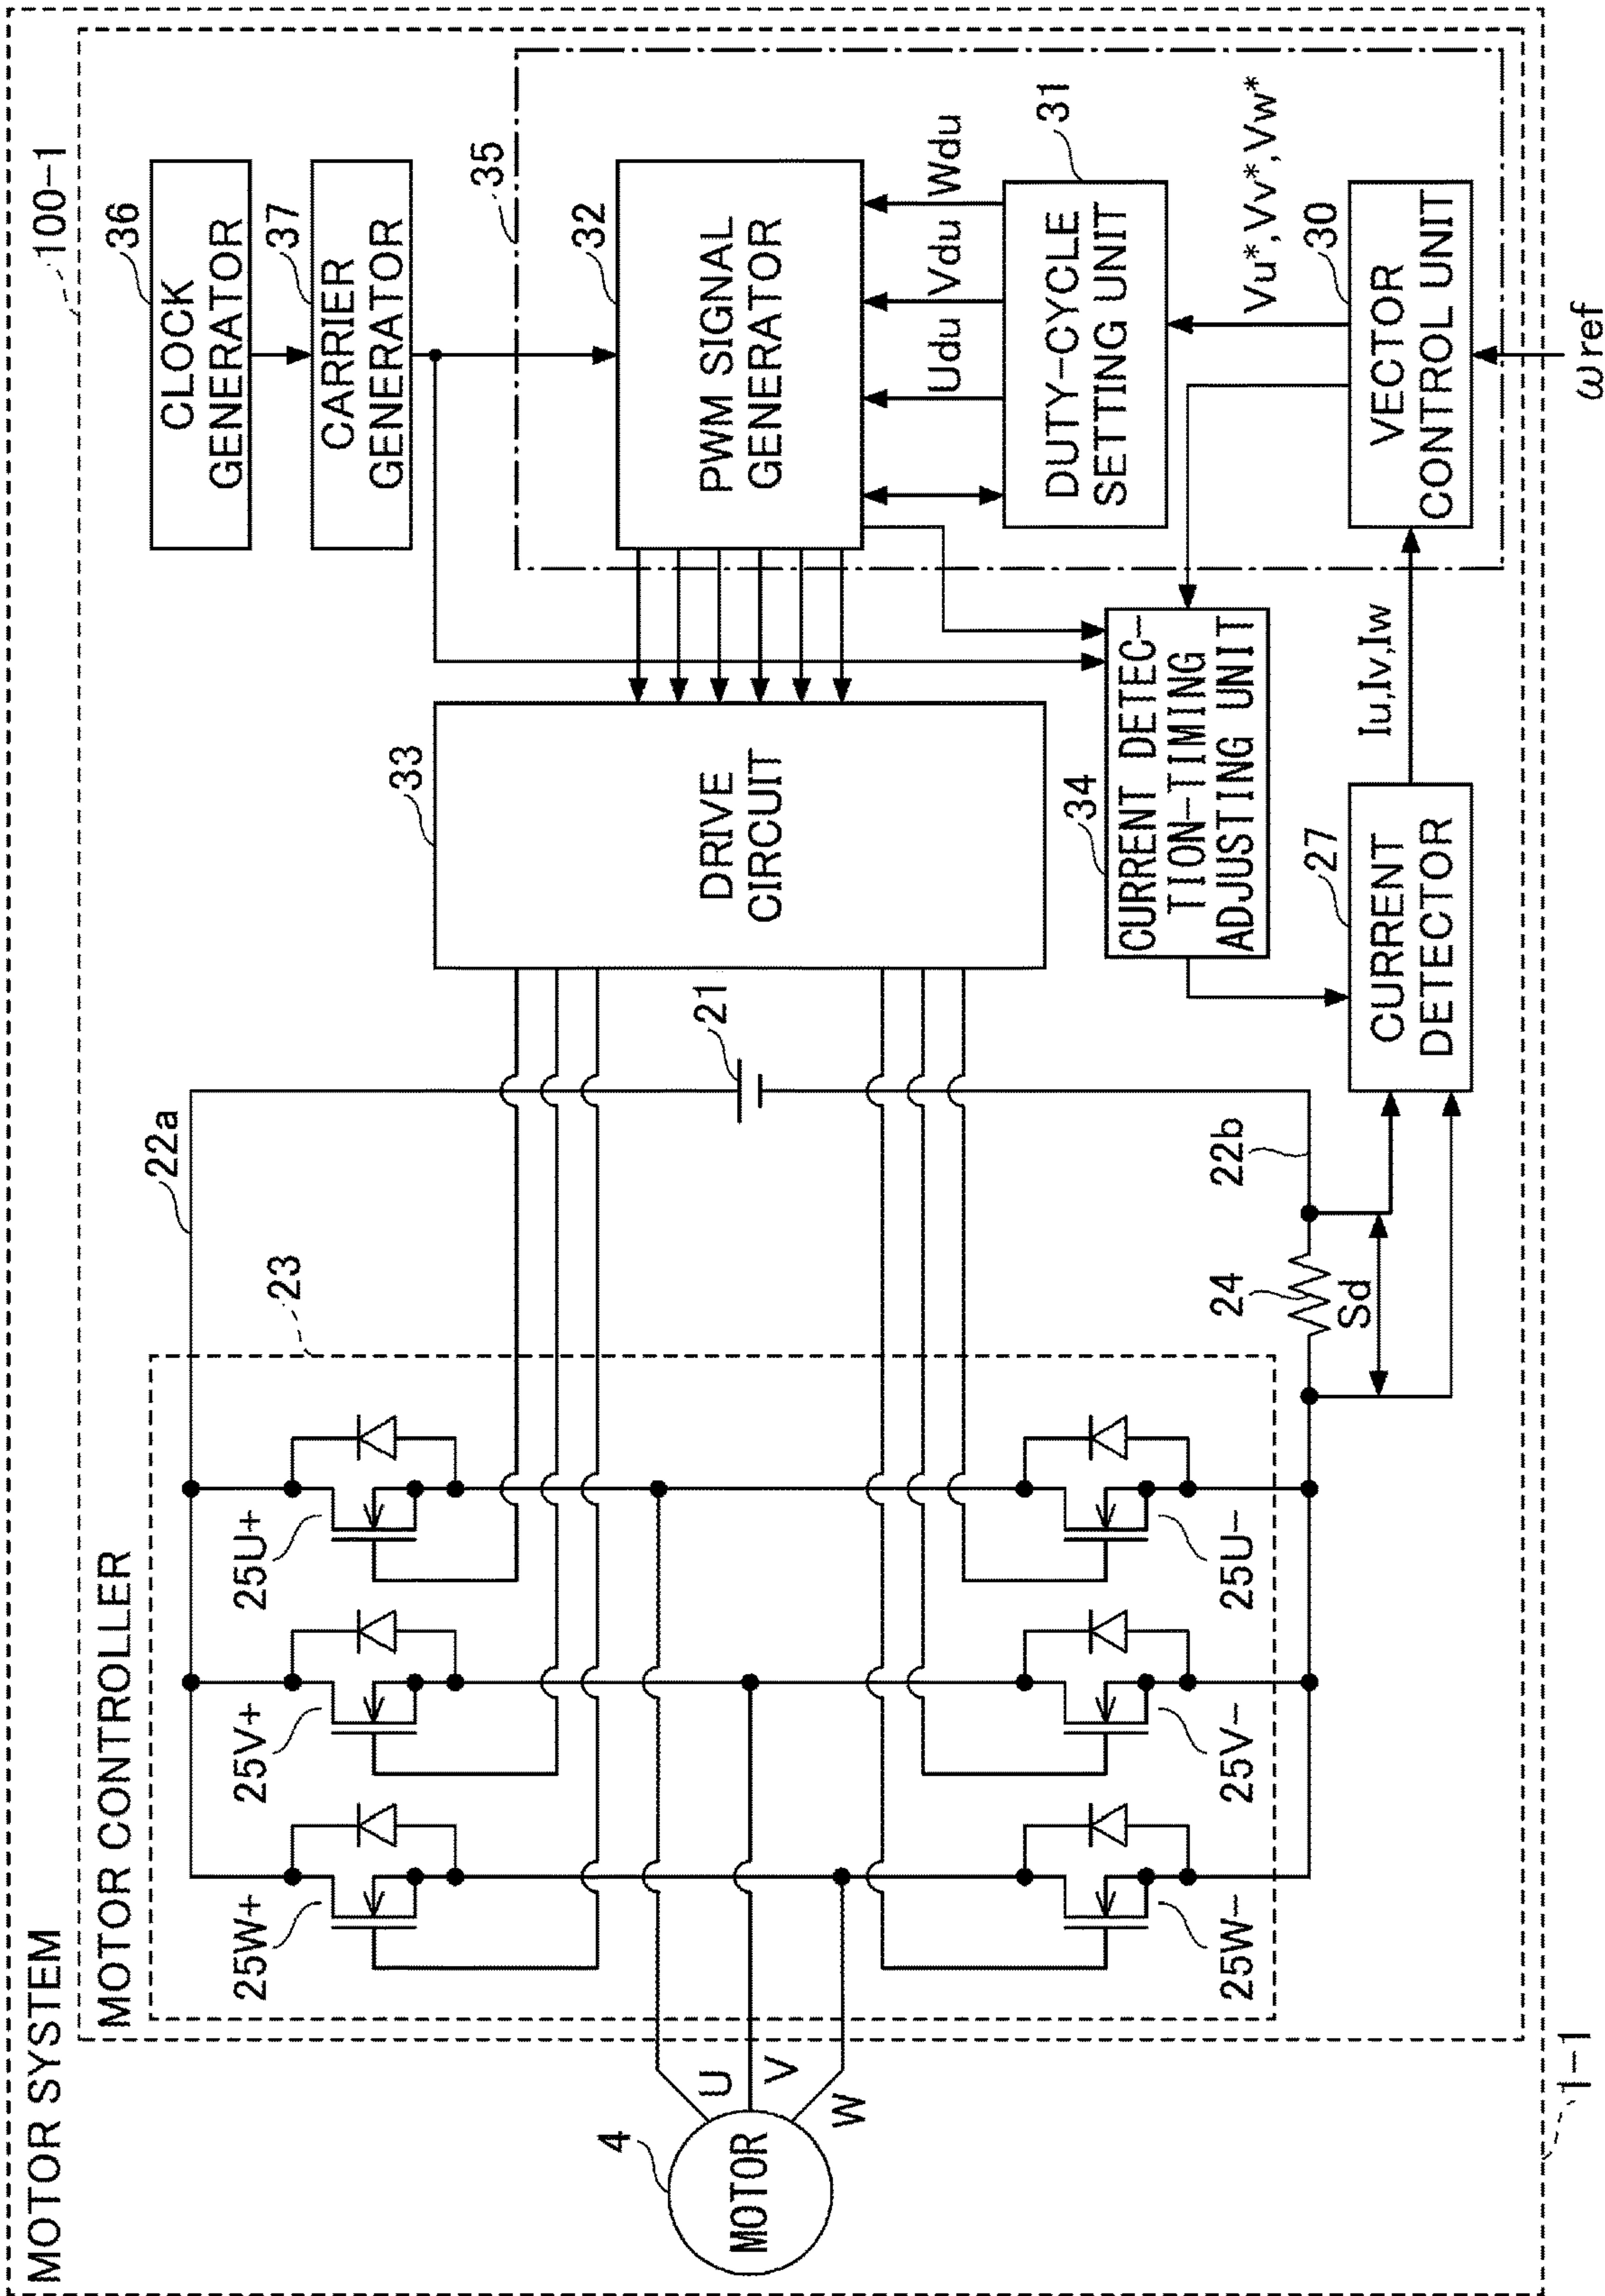 MOTOR SYSTEM
MOTOR CONTROLLER
100-1
1-1
22a
23
25W+
25V+
25U+
25W-
25V-
25U-
4
MOTOR
U
V
W
21
22b
24
Sd
33
DRIVE
CIRCUIT
36
CLOCK
GENERATOR
37
CARRIER
GENERATOR
35
32
PWM SIGNAL
GENERATOR
Udu
Vdu
Wdu
31
DUTY-CYCLE
SETTING UNIT
Vu*,Vv*,Vw*
30
VECTOR
CONTROL UNIT
ωref
34
CURRENT DETEC-
TION-TIMING
ADJUSTING UNIT
Iu,Iv,Iw
27
CURRENT
DETECTOR